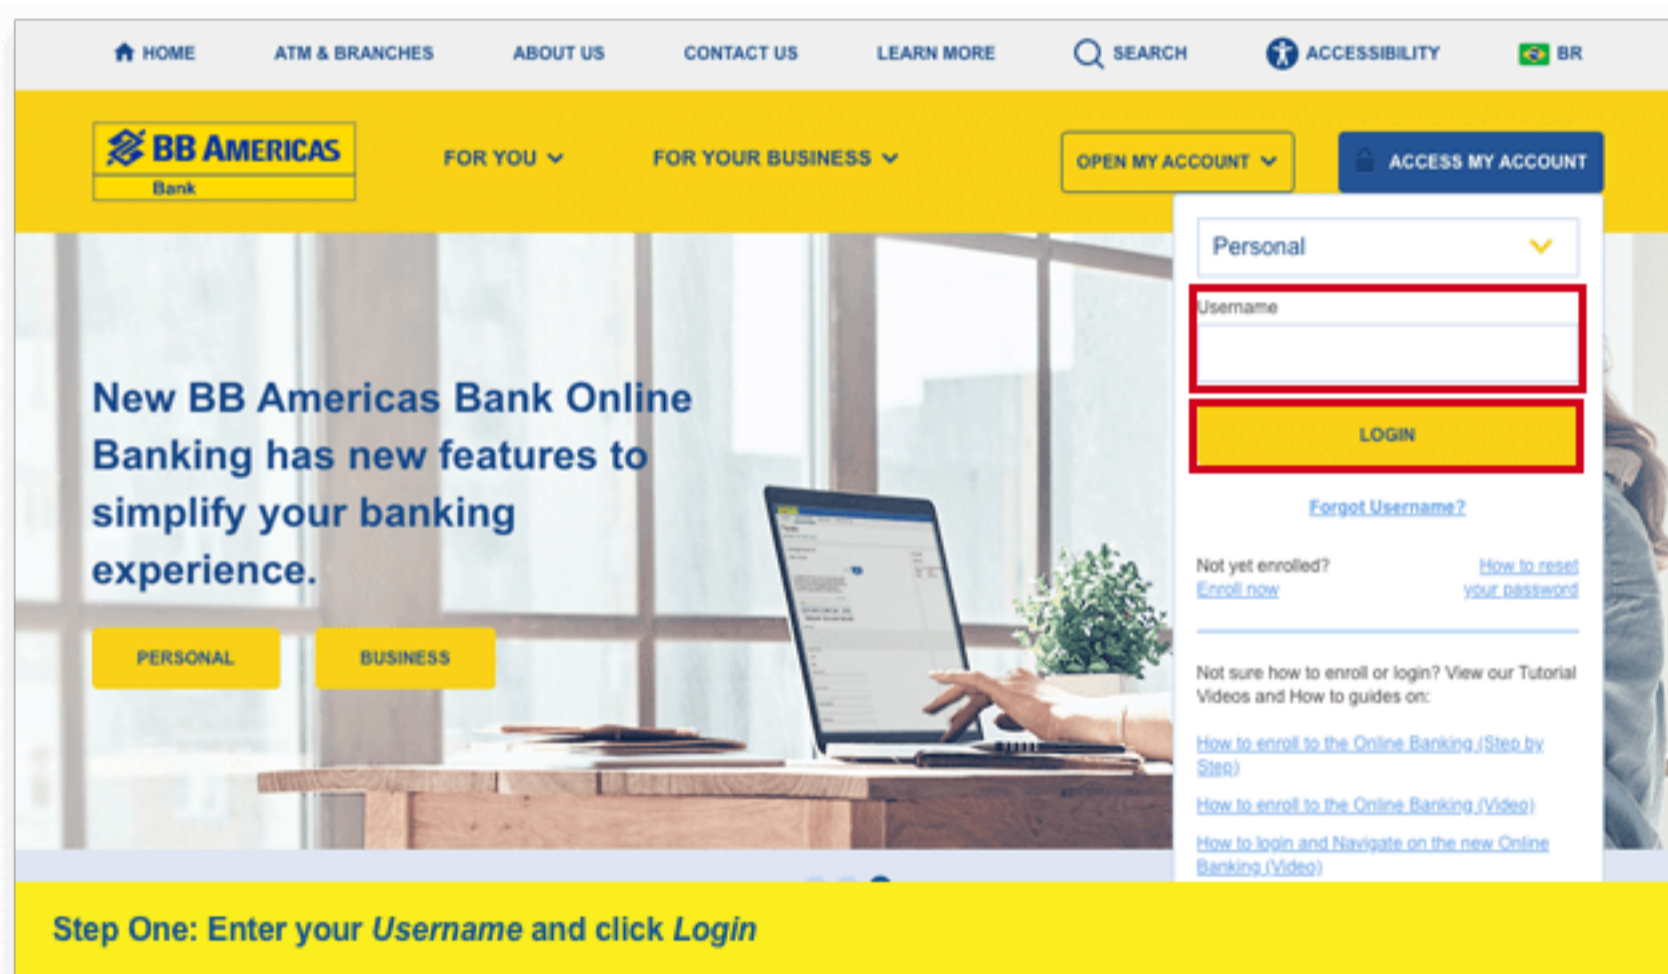 HOME
ATM & BRANCHES
ABOUT US
CONTACT US
LEARN MORE
SEARCH
ACCESSIBILITY
BR
BB AMERICAS
Bank
FOR YOU
FOR YOUR BUSINESS
OPEN MY ACCOUNT
ACCESS MY ACCOUNT
Personal
Username
LOGIN
Forgot Username?
Not yet enrolled?
Enroll now
How to reset
your password
Not sure how to enroll or login? View our Tutorial
Videos and How to guides on:
How to enroll to the Online Banking (Step by
Step)
How to enroll to the Online Banking (Video)
How to login and Navigate on the new Online
Banking (Video)
New BB Americas Bank Online
Banking has new features to
simplify your banking
experience.
PERSONAL
BUSINESS
Step One: Enter your Username and click Login